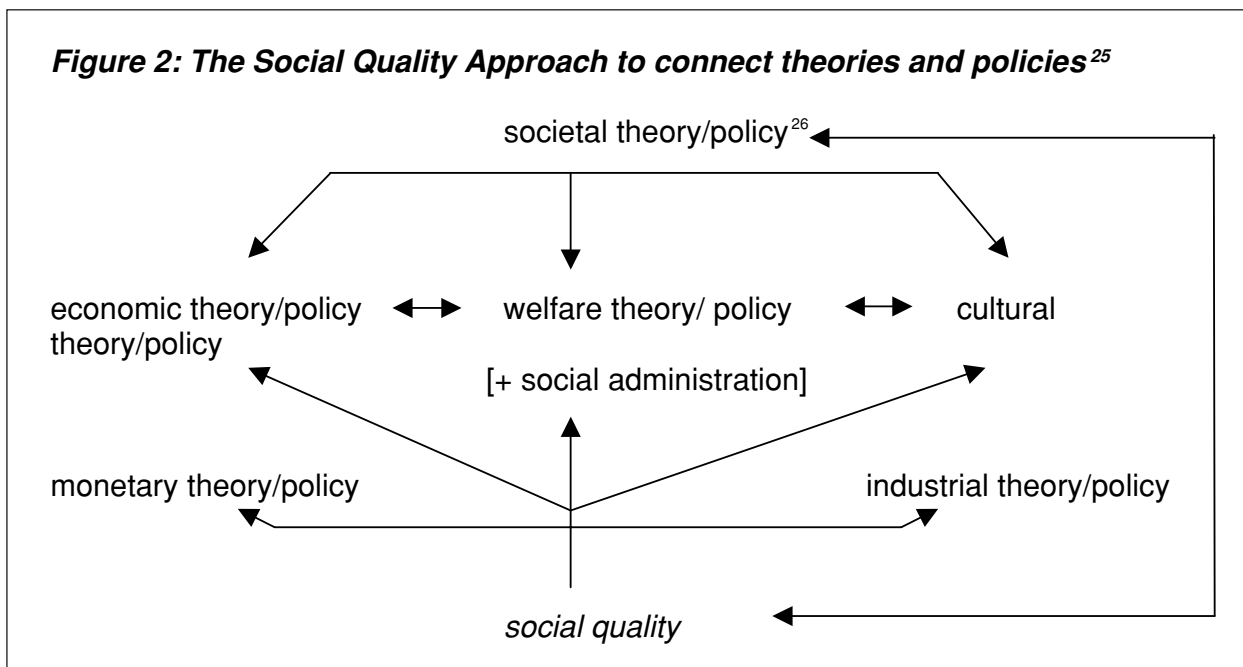 Figure 2: The Social Quality Approach to connect theories and policies25
societal theory/policy26
economic theory/policy welfare theory/ policy cultural
theory/policy
[+ social administration]
monetary theory/policy industrial theory/policy
social quality